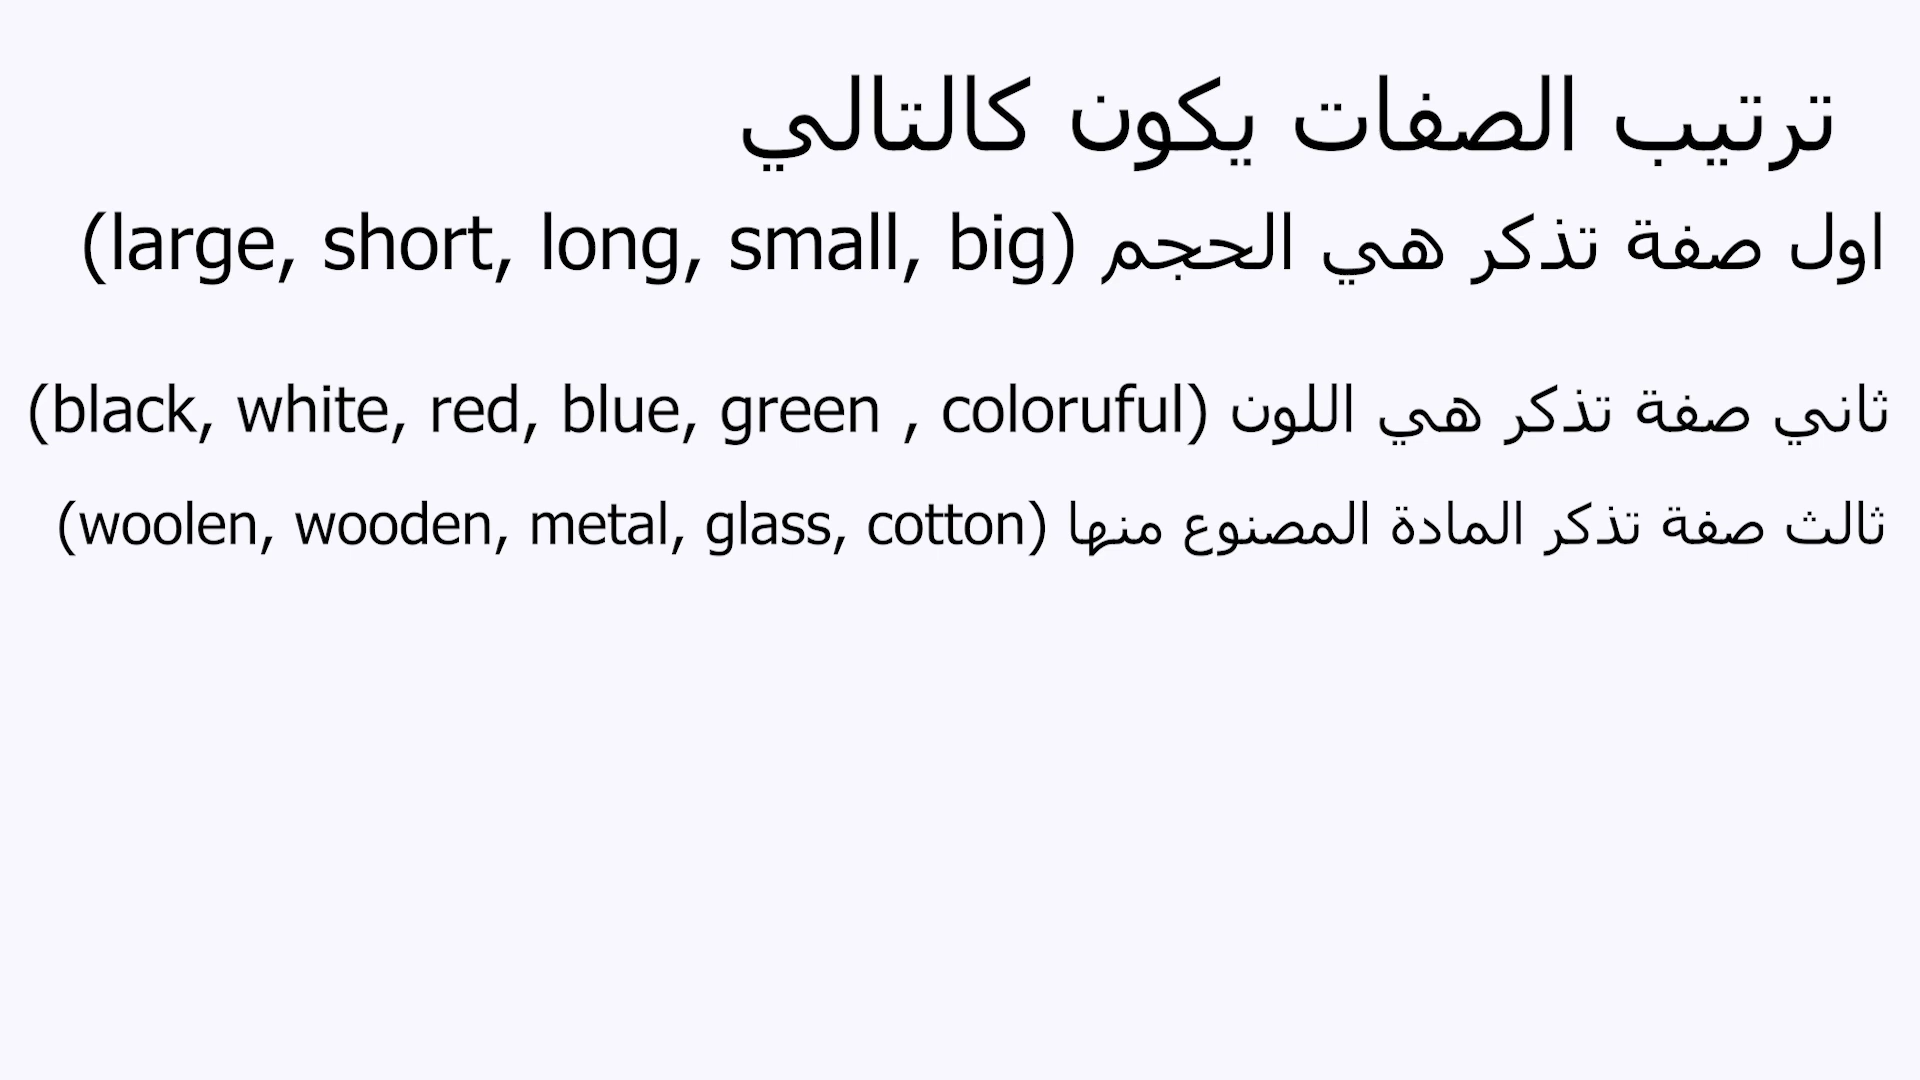 ترتيب الصفات يكون كالتالي
اول صفة تذكر هي الحجم (large, short, long, small, big)
ثاني صفة تذكر هي اللون (black, white, red, blue, green , coloruful)
ثالث صفة تذكر المادة المصنوع منها (woolen, wooden, metal, glass, cotton)